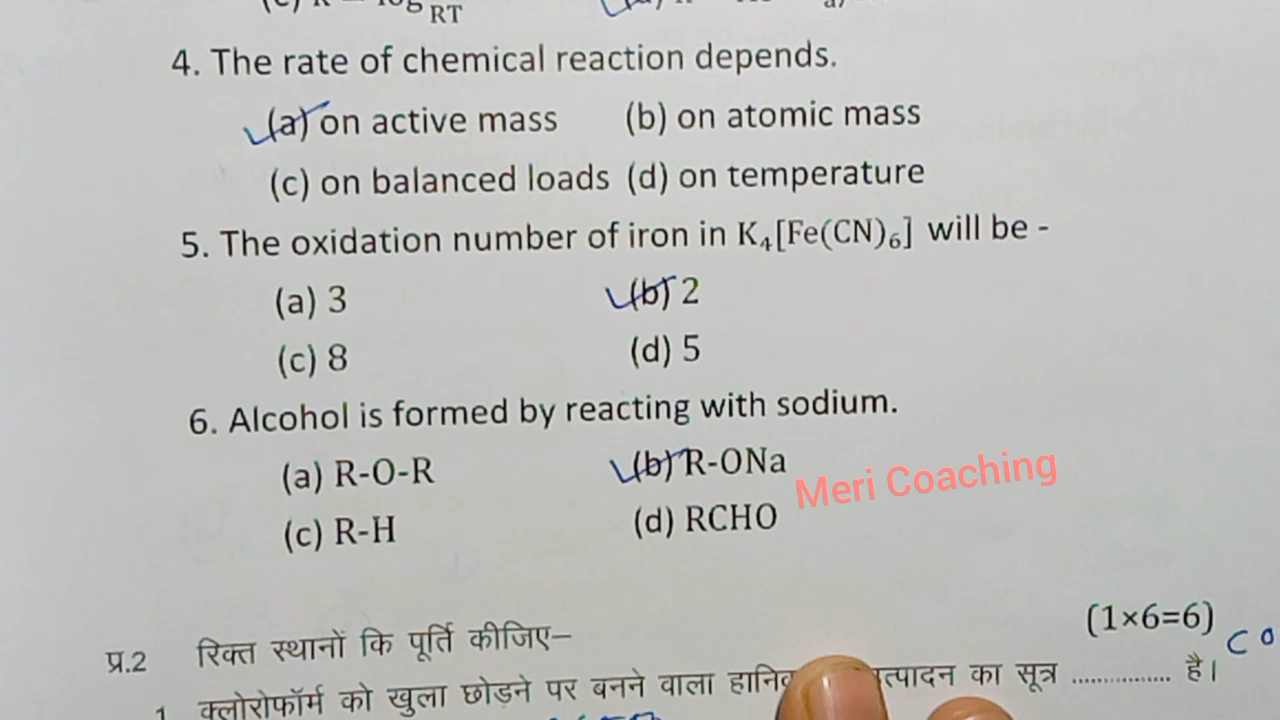 RT
4. The rate of chemical reaction depends.
(a) on active mass (b) on atomic mass
(c) on balanced loads (d) on temperature
5. The oxidation number of iron in K₄[Fe(CN)₆] will be -
(a) 3 (b) 2
(c) 8 (d) 5
6. Alcohol is formed by reacting with sodium.
(a) R-O-R (b) R-ONa
Meri Coaching
(c) R-H (d) RCHO
(1×6=6)
प्र.2 रिक्त स्थानों कि पूर्ति कीजिए–
1 क्लोरोफॉर्म को खुला छोड़ने पर बनने वाला का सूत्र ............... है।